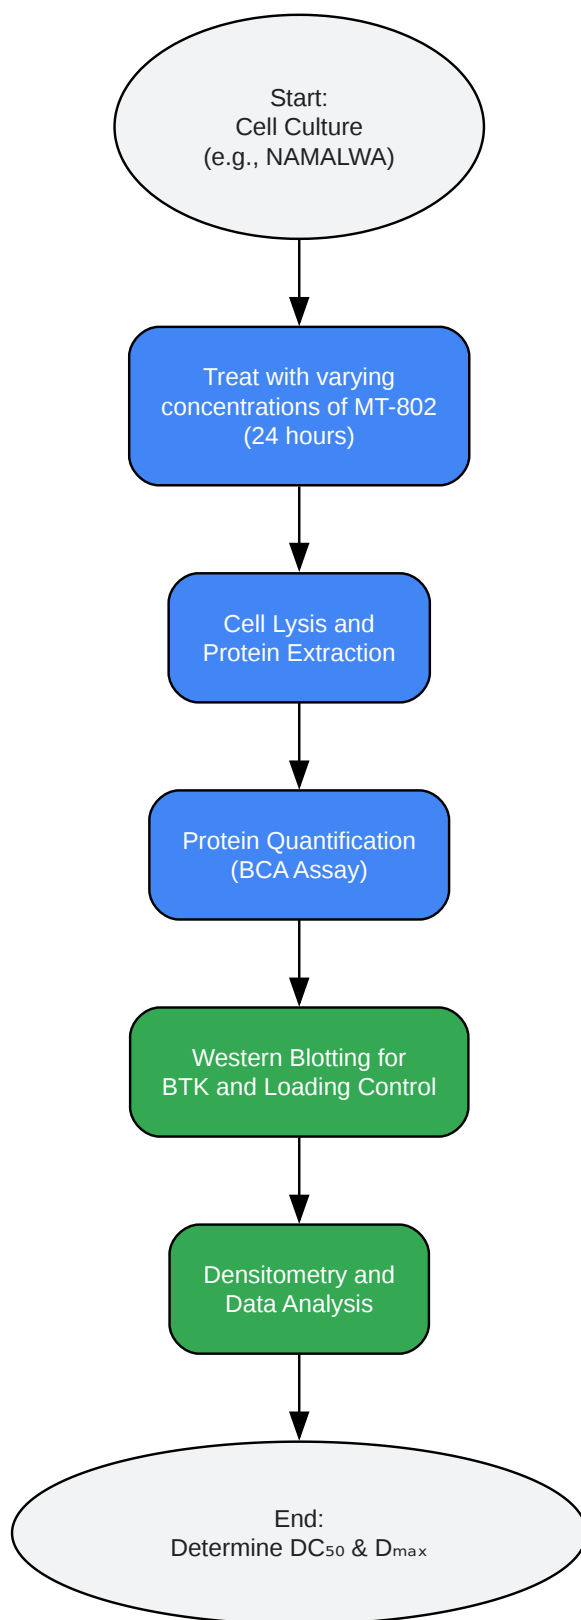 Start:
Cell Culture
(e.g., NAMALWA)
Treat with varying
concentrations of MT-802
(24 hours)
Cell Lysis and
Protein Extraction
Protein Quantification
(BCA Assay)
Western Blotting for
BTK and Loading Control
Densitometry and
Data Analysis
End:
Determine DC₅₀ & Dₘₐₓ